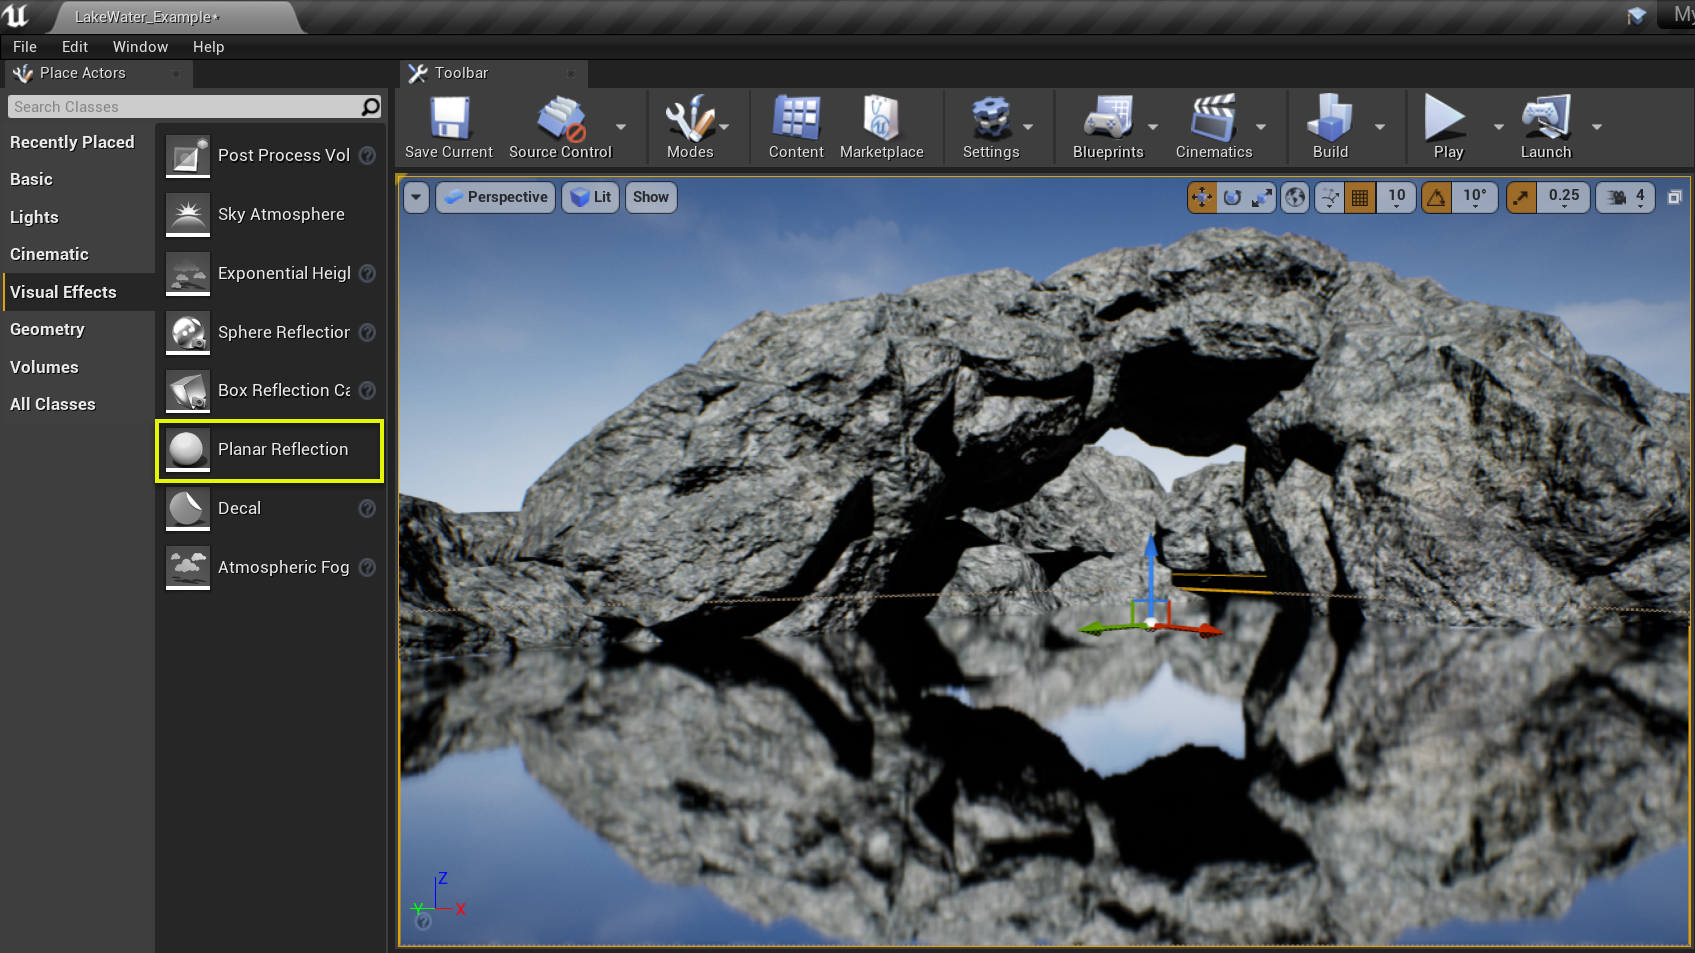 LakeWater_Example*
My
File Edit Window Help
Place Actors
Toolbar
Search Classes
Recently Placed
Basic
Lights
Cinematic
Visual Effects
Geometry
Volumes
All Classes
Post Process Vol
Sky Atmosphere
Exponential Heigl
Sphere Reflection
Box Reflection Ca
Planar Reflection
Decal
Atmospheric Fog
Save Current
Source Control
Modes
Content
Marketplace
Settings
Blueprints
Cinematics
Build
Play
Launch
Perspective
Lit
Show
10
10°
0.25
4
Z
Y
X